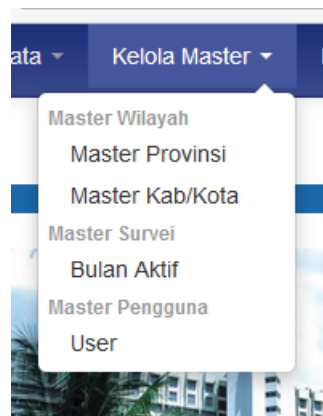 ata
Kelola Master
Master Wilayah
Master Provinsi
Master Kab/Kota
Master Survei
Bulan Aktif
Master Pengguna
User